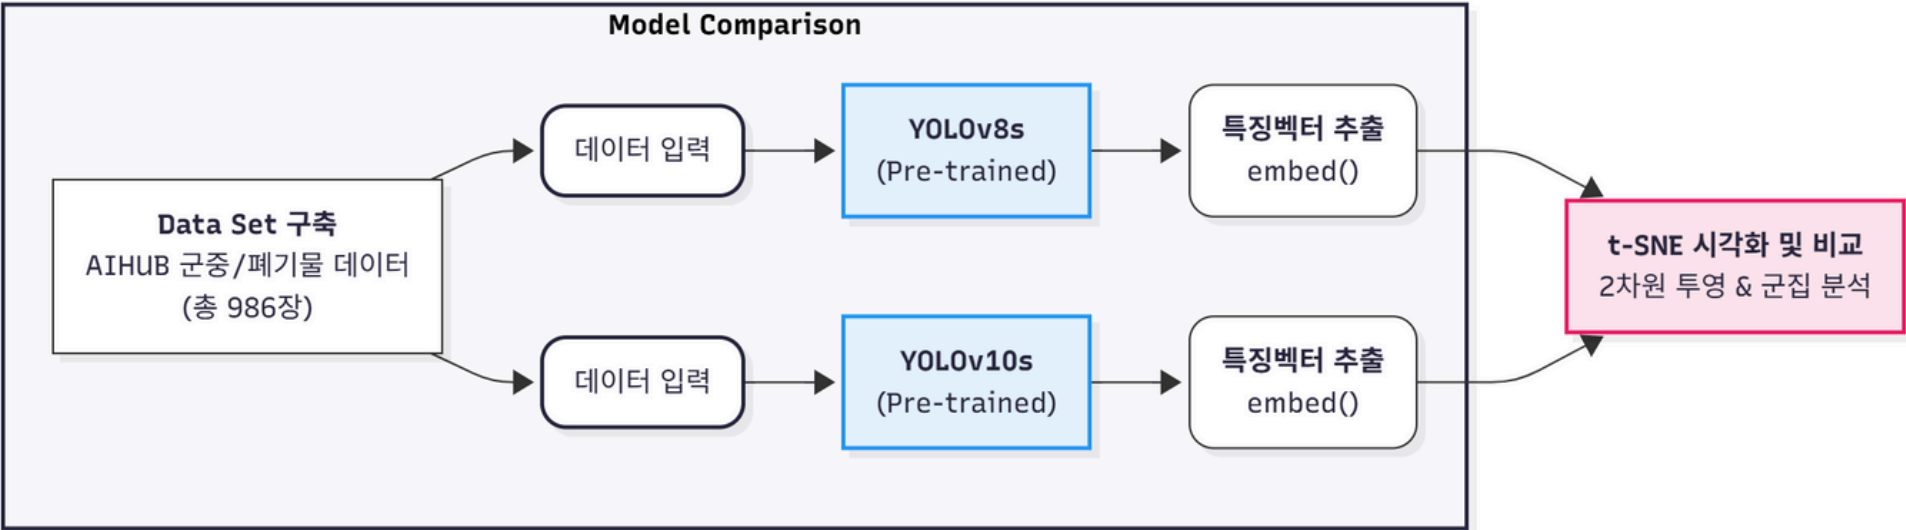 Model Comparison
Data Set 구축
AIHUB 군중/폐기물 데이터
(총 986장)
데이터 입력
YOLOv8s
(Pre-trained)
특징벡터 추출
embed()
데이터 입력
YOLOv10s
(Pre-trained)
특징벡터 추출
embed()
t-SNE 시각화 및 비교
2차원 투영 & 군집 분석